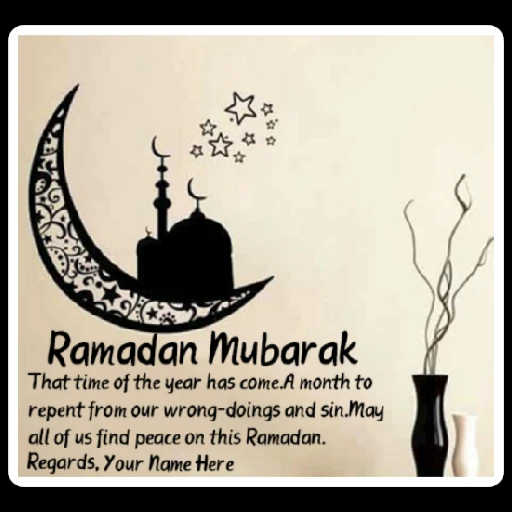 Ramadan Mubarak
That time of the year has come.A month to
repent from our wrong-doings and sin.May
all of us find peace on this Ramadan.
Regards, Your Name Here